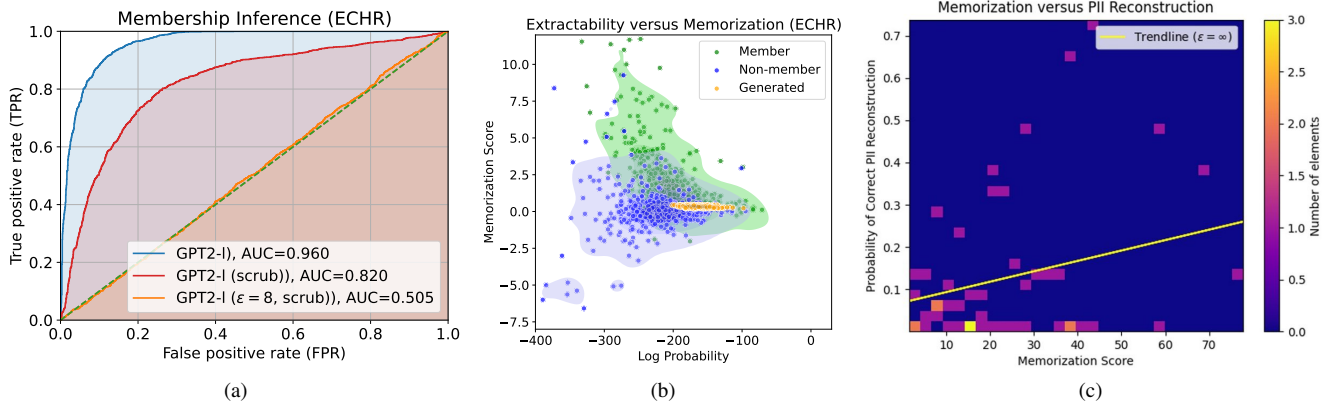 Membership Inference (ECHR)
True positive rate (TPR)
1.0
0.8
0.6
0.4
0.2
0.0
GPT2-l), AUC=0.960
GPT2-l (scrub)), AUC=0.820
GPT2-l (ε = 8, scrub)), AUC=0.505
0.0 0.2 0.4 0.6 0.8 1.0
False positive rate (FPR)
(a)
Extractability versus Memorization (ECHR)
Memorization Score
10.0
7.5
5.0
2.5
0.0
−2.5
−5.0
−7.5
Member
Non-member
Generated
−400 −300 −200 −100 0
Log Probability
(b)
Memorization versus PII Reconstruction
Probability of Correct PII Reconstruction
0.7
0.6
0.5
0.4
0.3
0.2
0.1
Trendline (ε = ∞)
10 20 30 40 50 60 70
Memorization Score
3.0
2.5
2.0
1.5
1.0
0.5
0.0
Number of elements
(c)